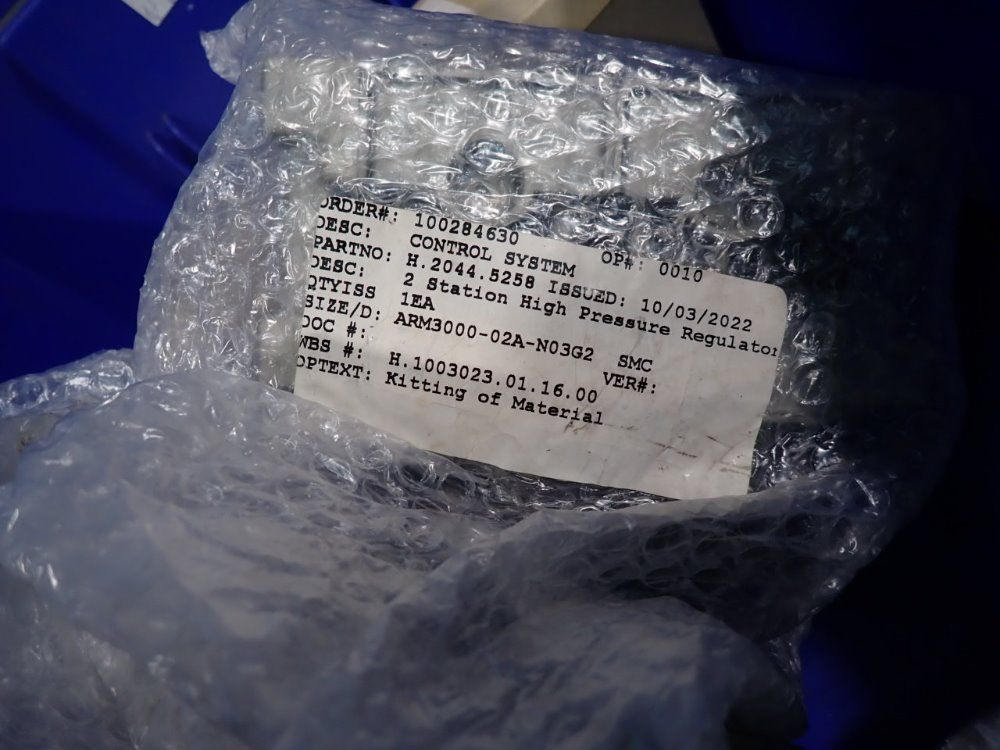 ORDER#: 100284630 OP#: 0010
DESC: CONTROL SYSTEM
PARTNO: H.2044.5258 ISSUED: 10/03/2022
DESC: 2 Station High Pressure Regulator
QTYISS 1EA
SIZE/D: ARM3000-02A-N03G2 SMC
DOC #: VER#:
WBS #: H.1003023.01.16.00
OPTEXT: Kitting of Material